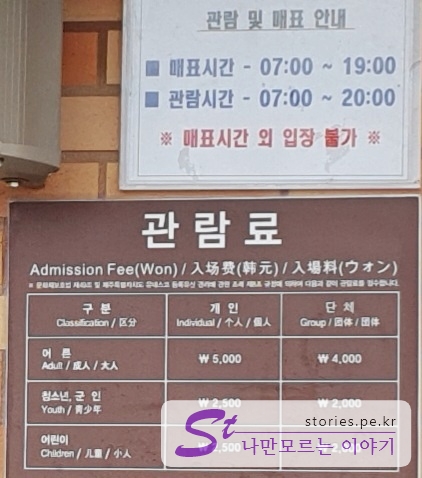 관람 및 매표 안내
■ 매표시간 - 07:00 ~ 19:00
■ 관람시간 - 07:00 ~ 20:00
※ 매표시간 외 입장 불가 ※
관람료
Admission Fee(Won) / 入场费(韩元) / 入場料(ウォン)
구 분 개 인 단 체
Classification / 区分 Individual / 个人 / 個人 Group / 团体 / 団体
어 른 ₩ 5,000 ₩ 4,000
Adult / 成人 / 大人
청소년, 군 인 ₩ 2,500 ₩ 2,000
Youth / 青少年
어린이
Children / 儿童 / 小人
St stories.pe.kr
나만모르는 이야기